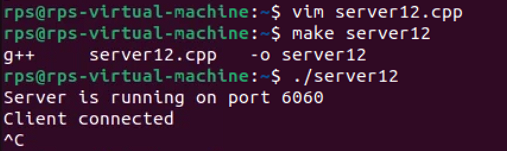 rps@rps-virtual-machine:~$ vim server12.cpp
rps@rps-virtual-machine:~$ make server12
g++     server12.cpp   -o server12
rps@rps-virtual-machine:~$ ./server12
Server is running on port 6060
Client connected
^C